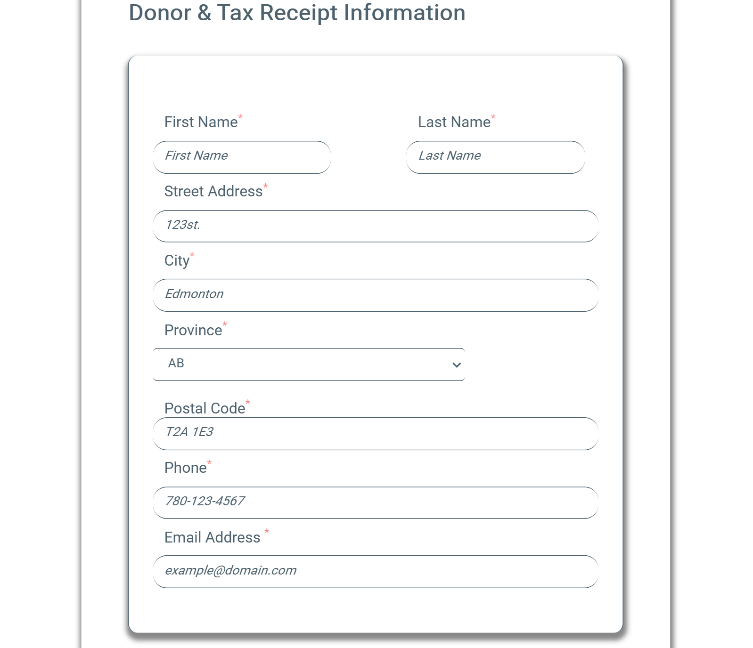 Donor & Tax Receipt Information
First Name* Last Name*
First Name Last Name
Street Address*
123st.
City*
Edmonton
Province*
AB
Postal Code*
T2A 1E3
Phone*
780-123-4567
Email Address *
example@domain.com